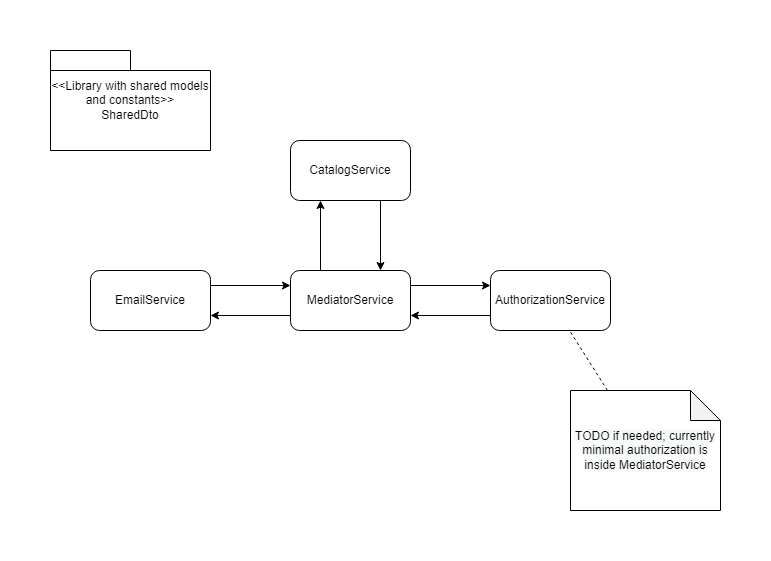 <<Library with shared models
and constants>>
SharedDto
CatalogService
EmailService
MediatorService
AuthorizationService
TODO if needed; currently
minimal authorization is
inside MediatorService